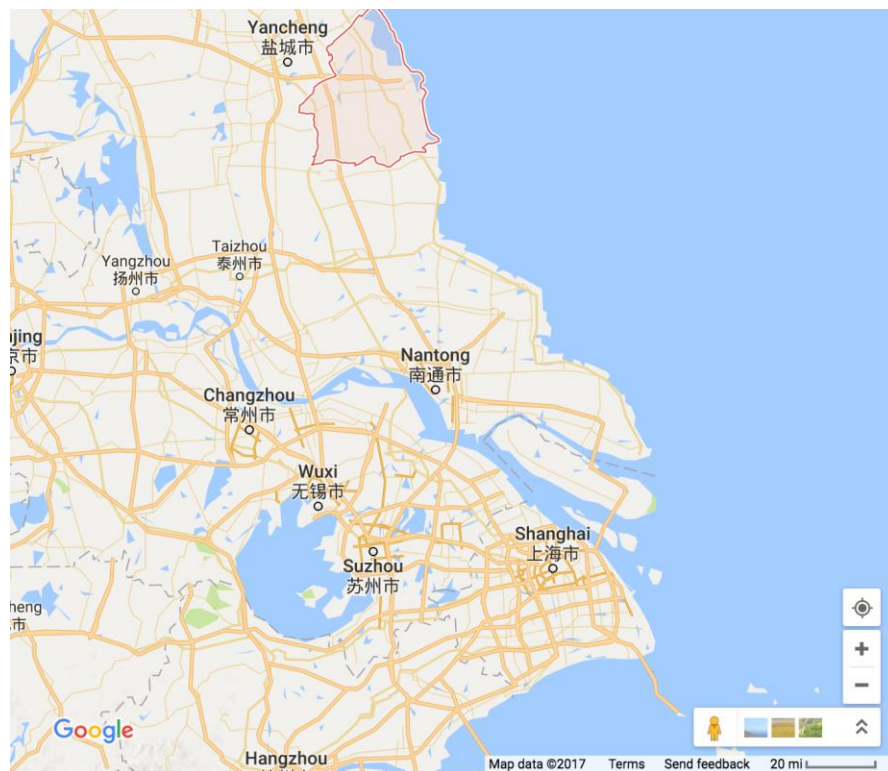 Yancheng
盐城市
Taizhou
泰州市
Yangzhou
扬州市
jing
京市
Nantong
南通市
Changzhou
常州市
Wuxi
无锡市
Shanghai
上海市
Suzhou
苏州市
cheng
市
Google
Hangzhou
Map data ©2017 Terms Send feedback 20 mi